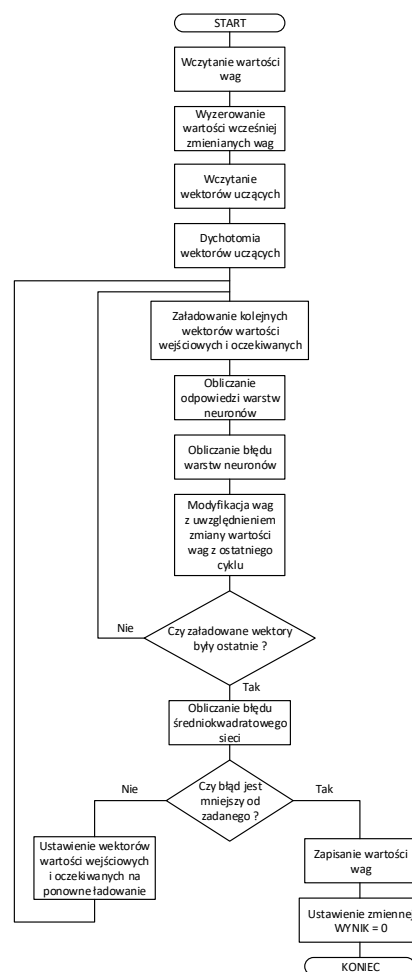 START
Wczytanie wartości
wag
Wyzerowanie
wartości wcześniej
zmienianych wag
Wczytanie
wektorów uczących
Dychotomia
wektorów uczących
Załadowanie kolejnych
wektorów wartości
wejściowych i oczekiwanych
Obliczanie
odpowiedzi warstw
neuronów
Obliczanie błędu
warstw neuronów
Modyfikacja wag
z uwzględnieniem
zmiany wartości
wag z ostatniego
cyklu
Nie
Czy załadowane wektory
były ostatnie ?
Tak
Obliczanie błędu
średniokwadratowego
sieci
Nie
Czy błąd jest
mniejszy od
zadanego ?
Tak
Ustawienie wektorów
wartości wejściowych
i oczekiwanych na
ponowne ładowanie
Zapisanie wartości
wag
Ustawienie zmiennej
WYNIK = 0
KONIEC